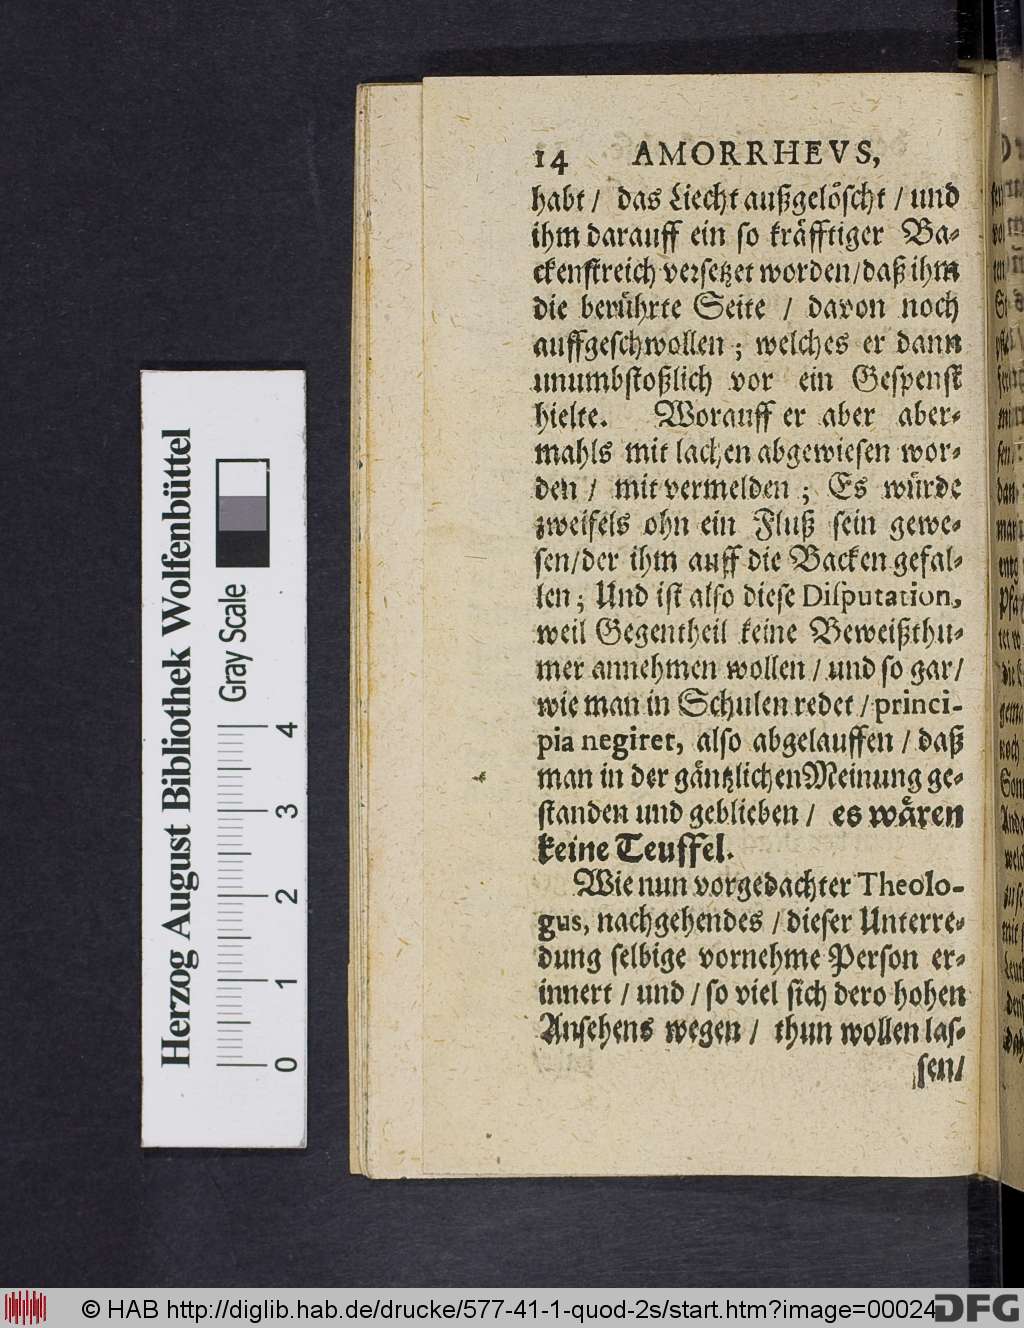 14 AMORRHEVS,
habt / das Liecht außgelöscht / und
ihm darauff ein so kräfftiger Ba-
ckenstreich versetzet worden/daß ihm
die berührte Seite / davon noch
auffgeschwollen ; welches er dann
unumbstoßlich vor ein Gespenst
hielte. Worauff er aber aber-
mahls mit lachen abgewiesen wor-
den / mit vermelden ; Es würde
zweifels ohn ein Fluß sein gewe-
sen/der ihm auff die Backen gefal-
len ; Und ist also diese Disputation,
weil Gegentheil keine Beweißthu-
mer annehmen wollen / und so gar/
wie man in Schulen redet / princi-
pia negiret, also abgelauffen / daß
man in der gäntzlichen Meinung ge-
standen und geblieben / es wären
keine Teuffel.
Wie nun vorgedachter Theolo-
gus, nachgehendes / dieser Unterre-
dung selbige vornehme Person er-
innert / und / so viel sich dero hohen
Ansehens wegen / thun wollen las-
sen/
Herzog August Bibliothek Wolfenbüttel
Gray Scale
0 1 2 3 4
© HAB http://diglib.hab.de/drucke/577-41-1-quod-2s/start.htm?image=00024
DFG